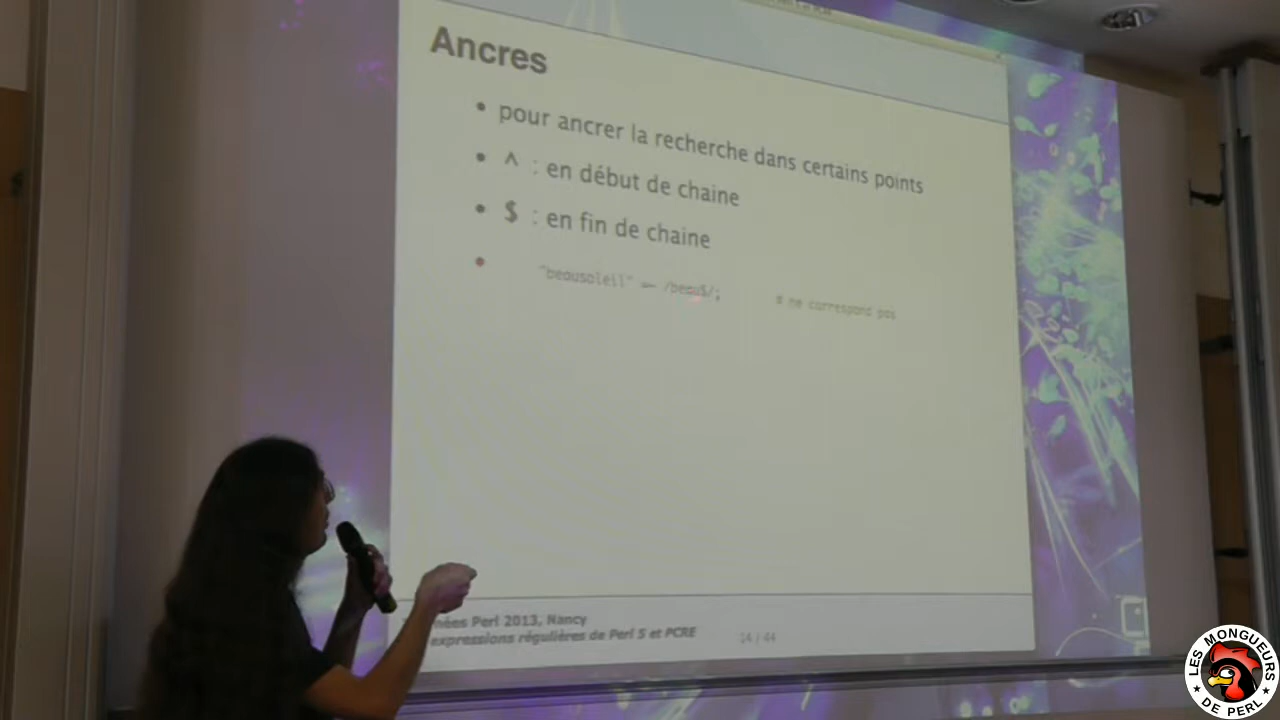 Ancres
• pour ancrer la recherche dans certains points
• ^ : en début de chaine
• $ : en fin de chaine
• "beausoleil" =~ /beau$/; # ne correspond pas
nées Perl 2013, Nancy
expressions régulières de Perl 5 et PCRE
14 / 44
LES MONGUEURS
★ DE PERL ★